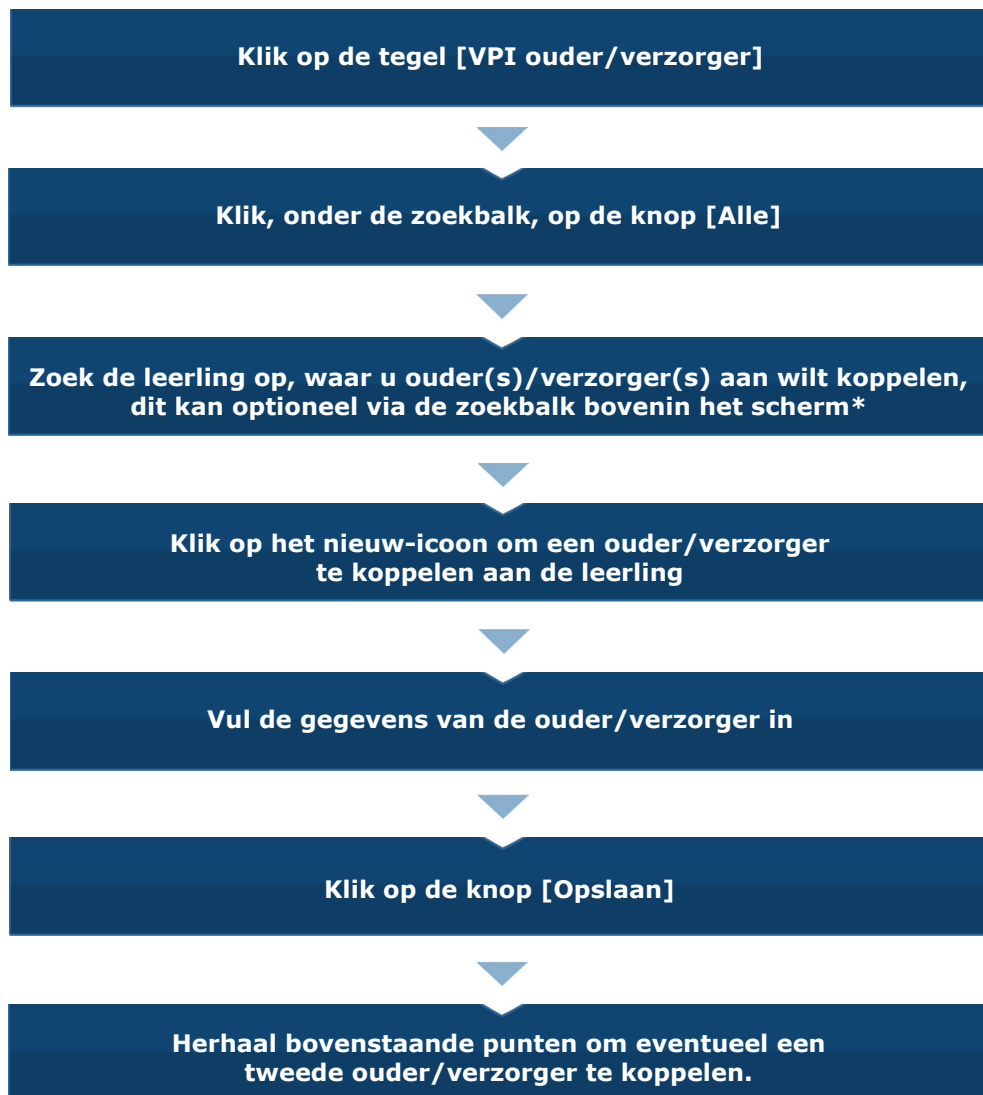 Klik op de tegel [VPI ouder/verzorger]
Klik, onder de zoekbalk, op de knop [Alle]
Zoek de leerling op, waar u ouder(s)/verzorger(s) aan wilt koppelen,
dit kan optioneel via de zoekbalk bovenin het scherm*
Klik op het nieuw-icoon om een ouder/verzorger
te koppelen aan de leerling
Vul de gegevens van de ouder/verzorger in
Klik op de knop [Opslaan]
Herhaal bovenstaande punten om eventueel een
tweede ouder/verzorger te koppelen.